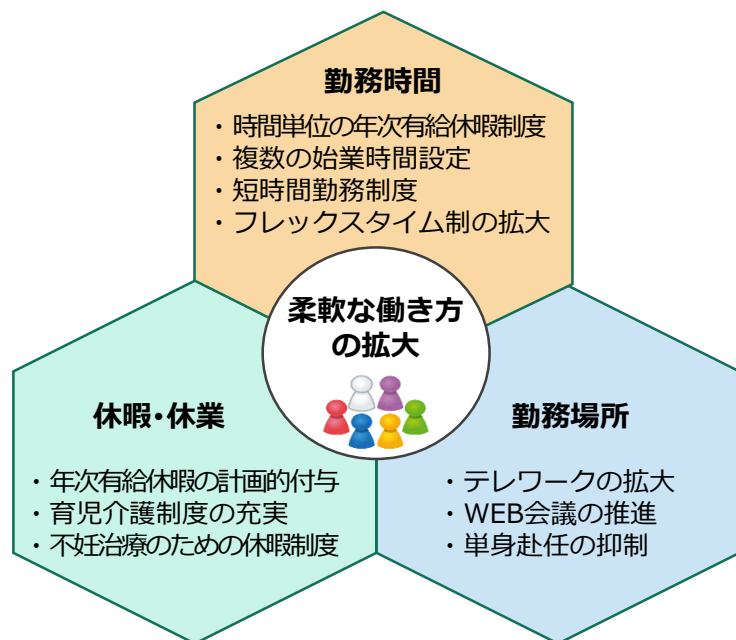 勤務時間
・時間単位の年次有給休暇制度
・複数の始業時間設定
・短時間勤務制度
・フレックスタイム制の拡大
柔軟な働き方
の拡大
休暇・休業
・年次有給休暇の計画的付与
・育児介護制度の充実
・不妊治療のための休暇制度
勤務場所
・テレワークの拡大
・WEB会議の推進
・単身赴任の抑制